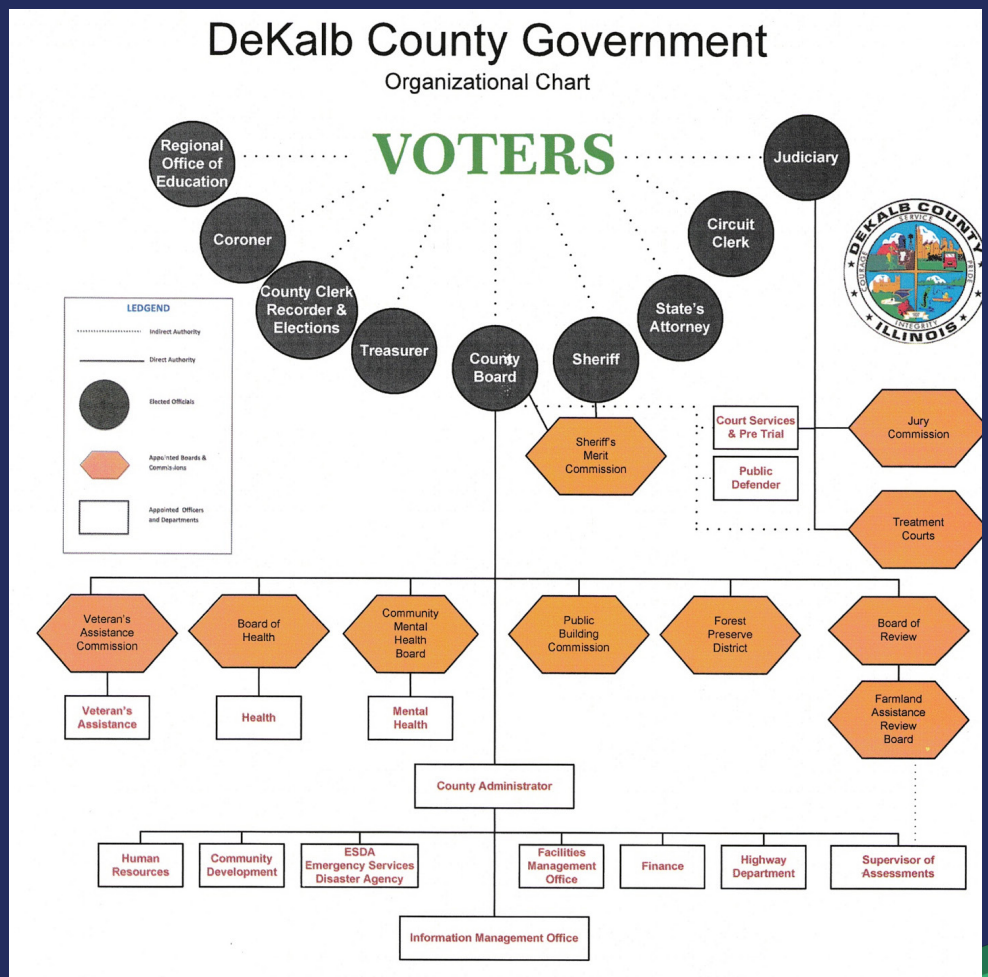 DeKalb County Government
Organizational Chart
VOTERS
Regional
Office of
Education
Coroner
County Clerk
Recorder &
Elections
Treasurer
County
Board
Sheriff
State's
Attorney
Circuit
Clerk
Judiciary
DEKALB COUNTY
SERVICE
COURAGE
PRIDE
INTEGRITY
ILLINOIS
LEDGEND
Indirect Authority
Direct Authority
Elected Officials
Appointed Boards &
Commissions
Appointed Officers
and Departments
Sheriff's
Merit
Commission
Court Services
& Pre Trial
Public
Defender
Jury
Commission
Treatment
Courts
Veteran's
Assistance
Commission
Board of
Health
Community
Mental
Health
Board
Public
Building
Commission
Forest
Preserve
District
Board of
Review
Veteran's
Assistance
Health
Mental
Health
Farmland
Assistance
Review
Board
County Administrator
Human
Resources
Community
Development
ESDA
Emergency Services
Disaster Agency
Facilities
Management
Office
Finance
Highway
Department
Supervisor of
Assessments
Information Management Office